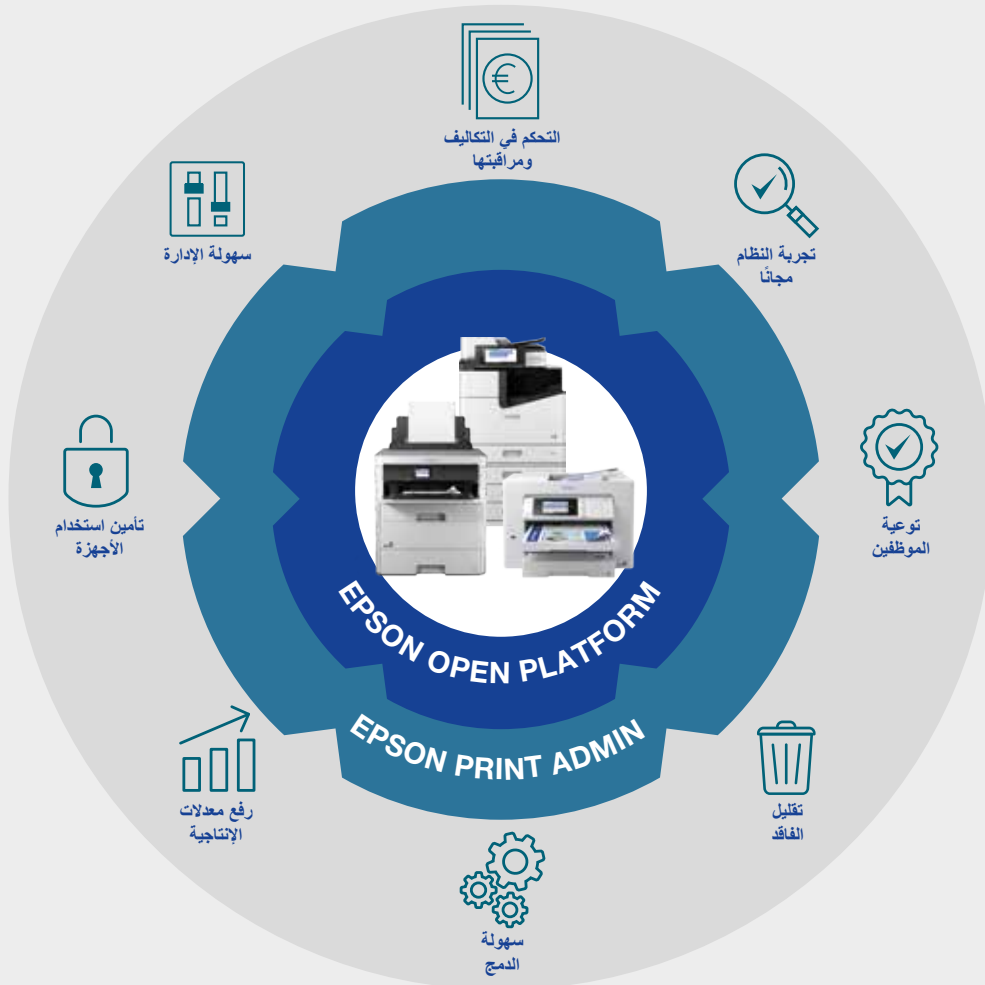 التحكم في التكاليف
ومراقبتها
تجربة النظام
مجانًا
سهولة الإدارة
توعية
الموظفين
تأمين استخدام
الأجهزة
EPSON OPEN PLATFORM
EPSON PRINT ADMIN
تقليل
الفاقد
رفع معدلات
الإنتاجية
سهولة
الدمج